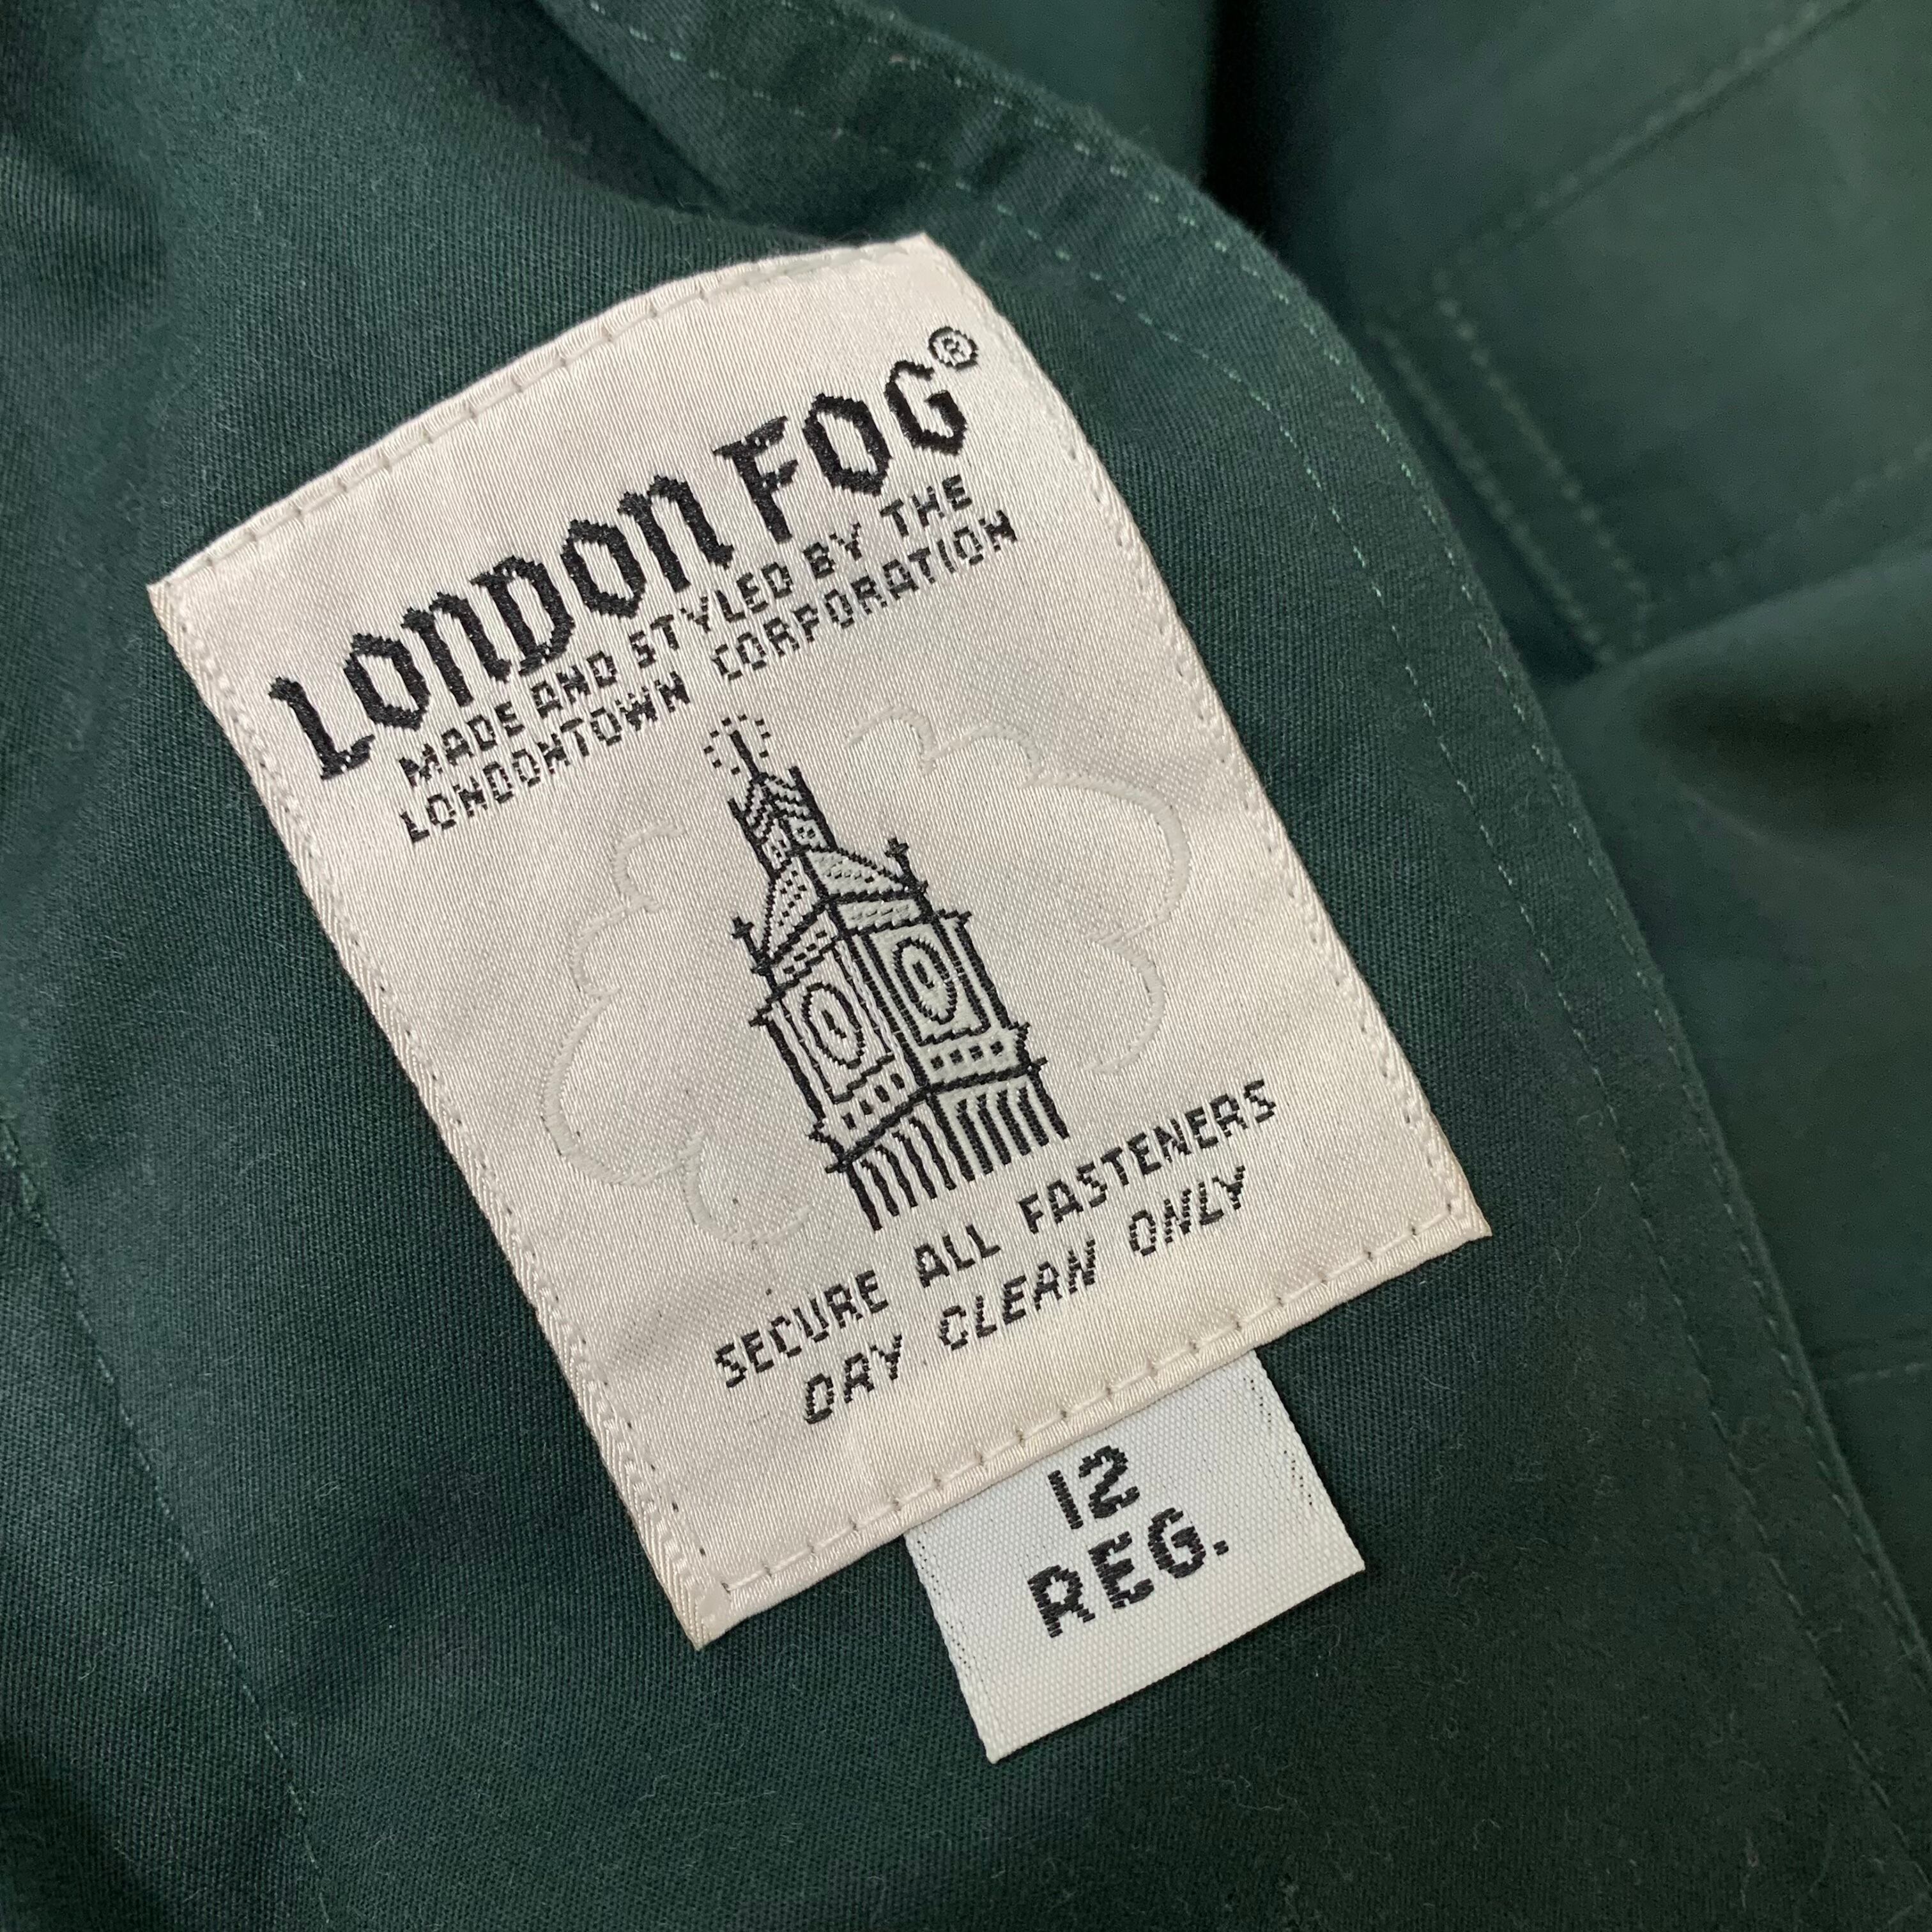 LONDON FOG®
MADE AND STYLED BY THE
LONDONTOWN CORPORATION
SECURE ALL FASTENERS
DRY CLEAN ONLY
12
REG.